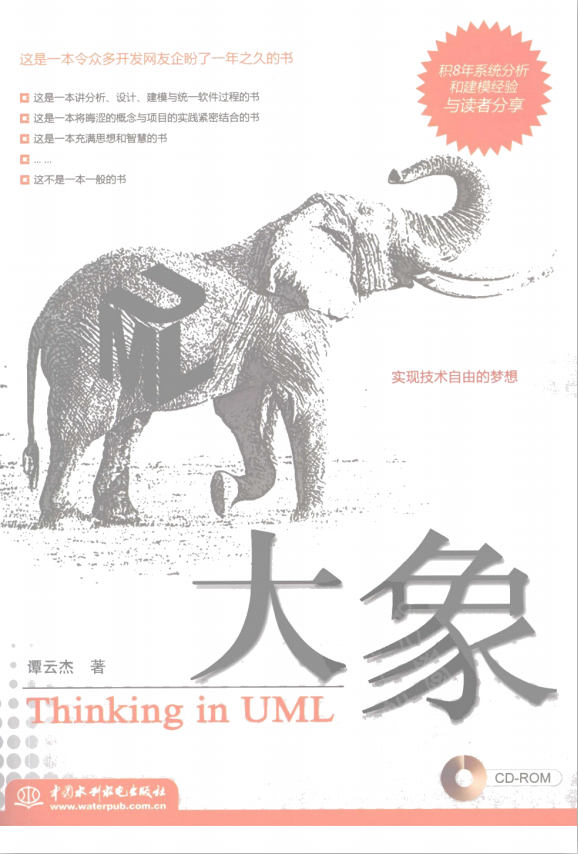 这是一本令众多开发网友企盼了一年之久的书
积8年系统分析
和建模经验
与读者分享
这是一本讲分析、设计、建模与统一软件过程的书
这是一本将晦涩的概念与项目的实践紧密结合的书
这是一本充满思想和智慧的书
... ...
这不是一本一般的书
UML
实现技术自由的梦想
大象
谭云杰 著
Thinking in UML
CD-ROM
中国水利水电出版社
www.waterpub.com.cn